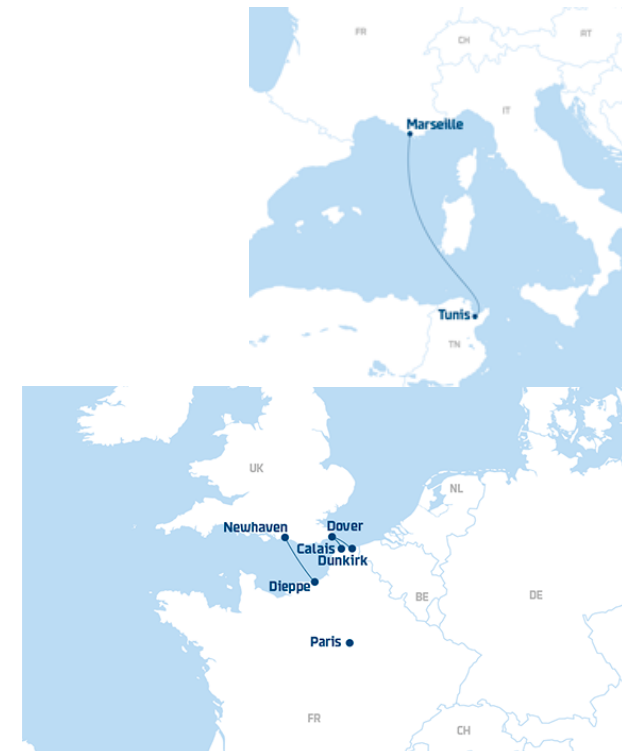 FR
CH
AT
IT
Marseille
Tunis
TN
UK
NL
Newhaven
Dover
Calais
Dunkirk
Dieppe
BE
DE
Paris
FR
CH